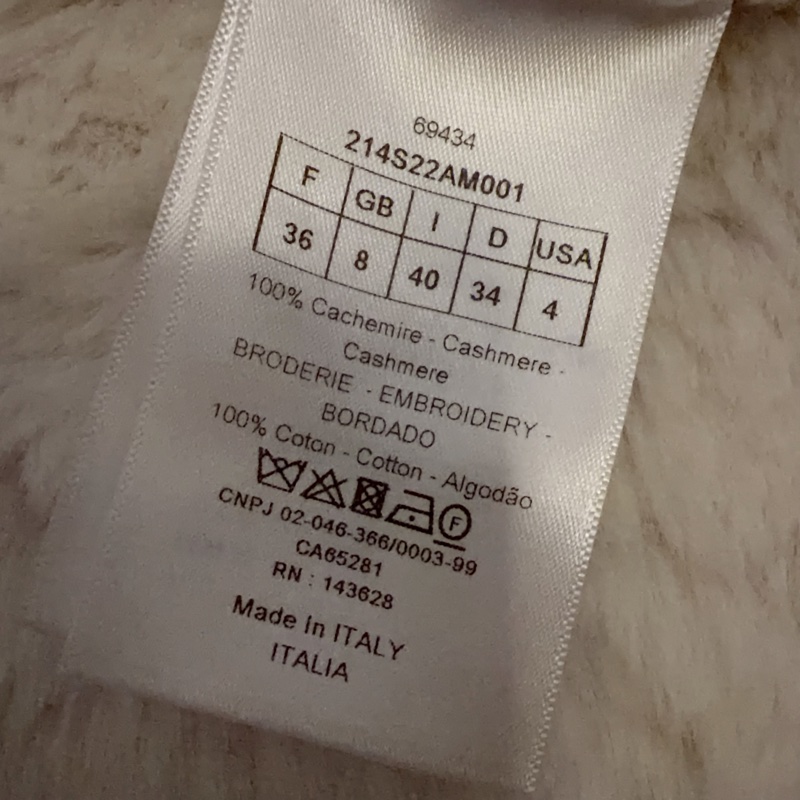 69434
214S22AM001
F GB I D USA
36 8 40 34 4
100% Cachemire - Cashmere -
Cashmere
BRODERIE - EMBROIDERY -
BORDADO
100% Coton - Cotton - Algodão
F
CNPJ 02-046-366/0003-99
CA65281
RN : 143628
Made In ITALY
ITALIA